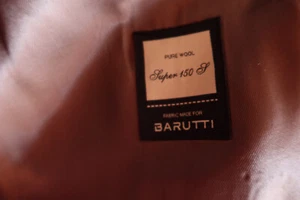 PURE WOOL
Super 150 S
FABRIC MADE FOR
BARUTTI